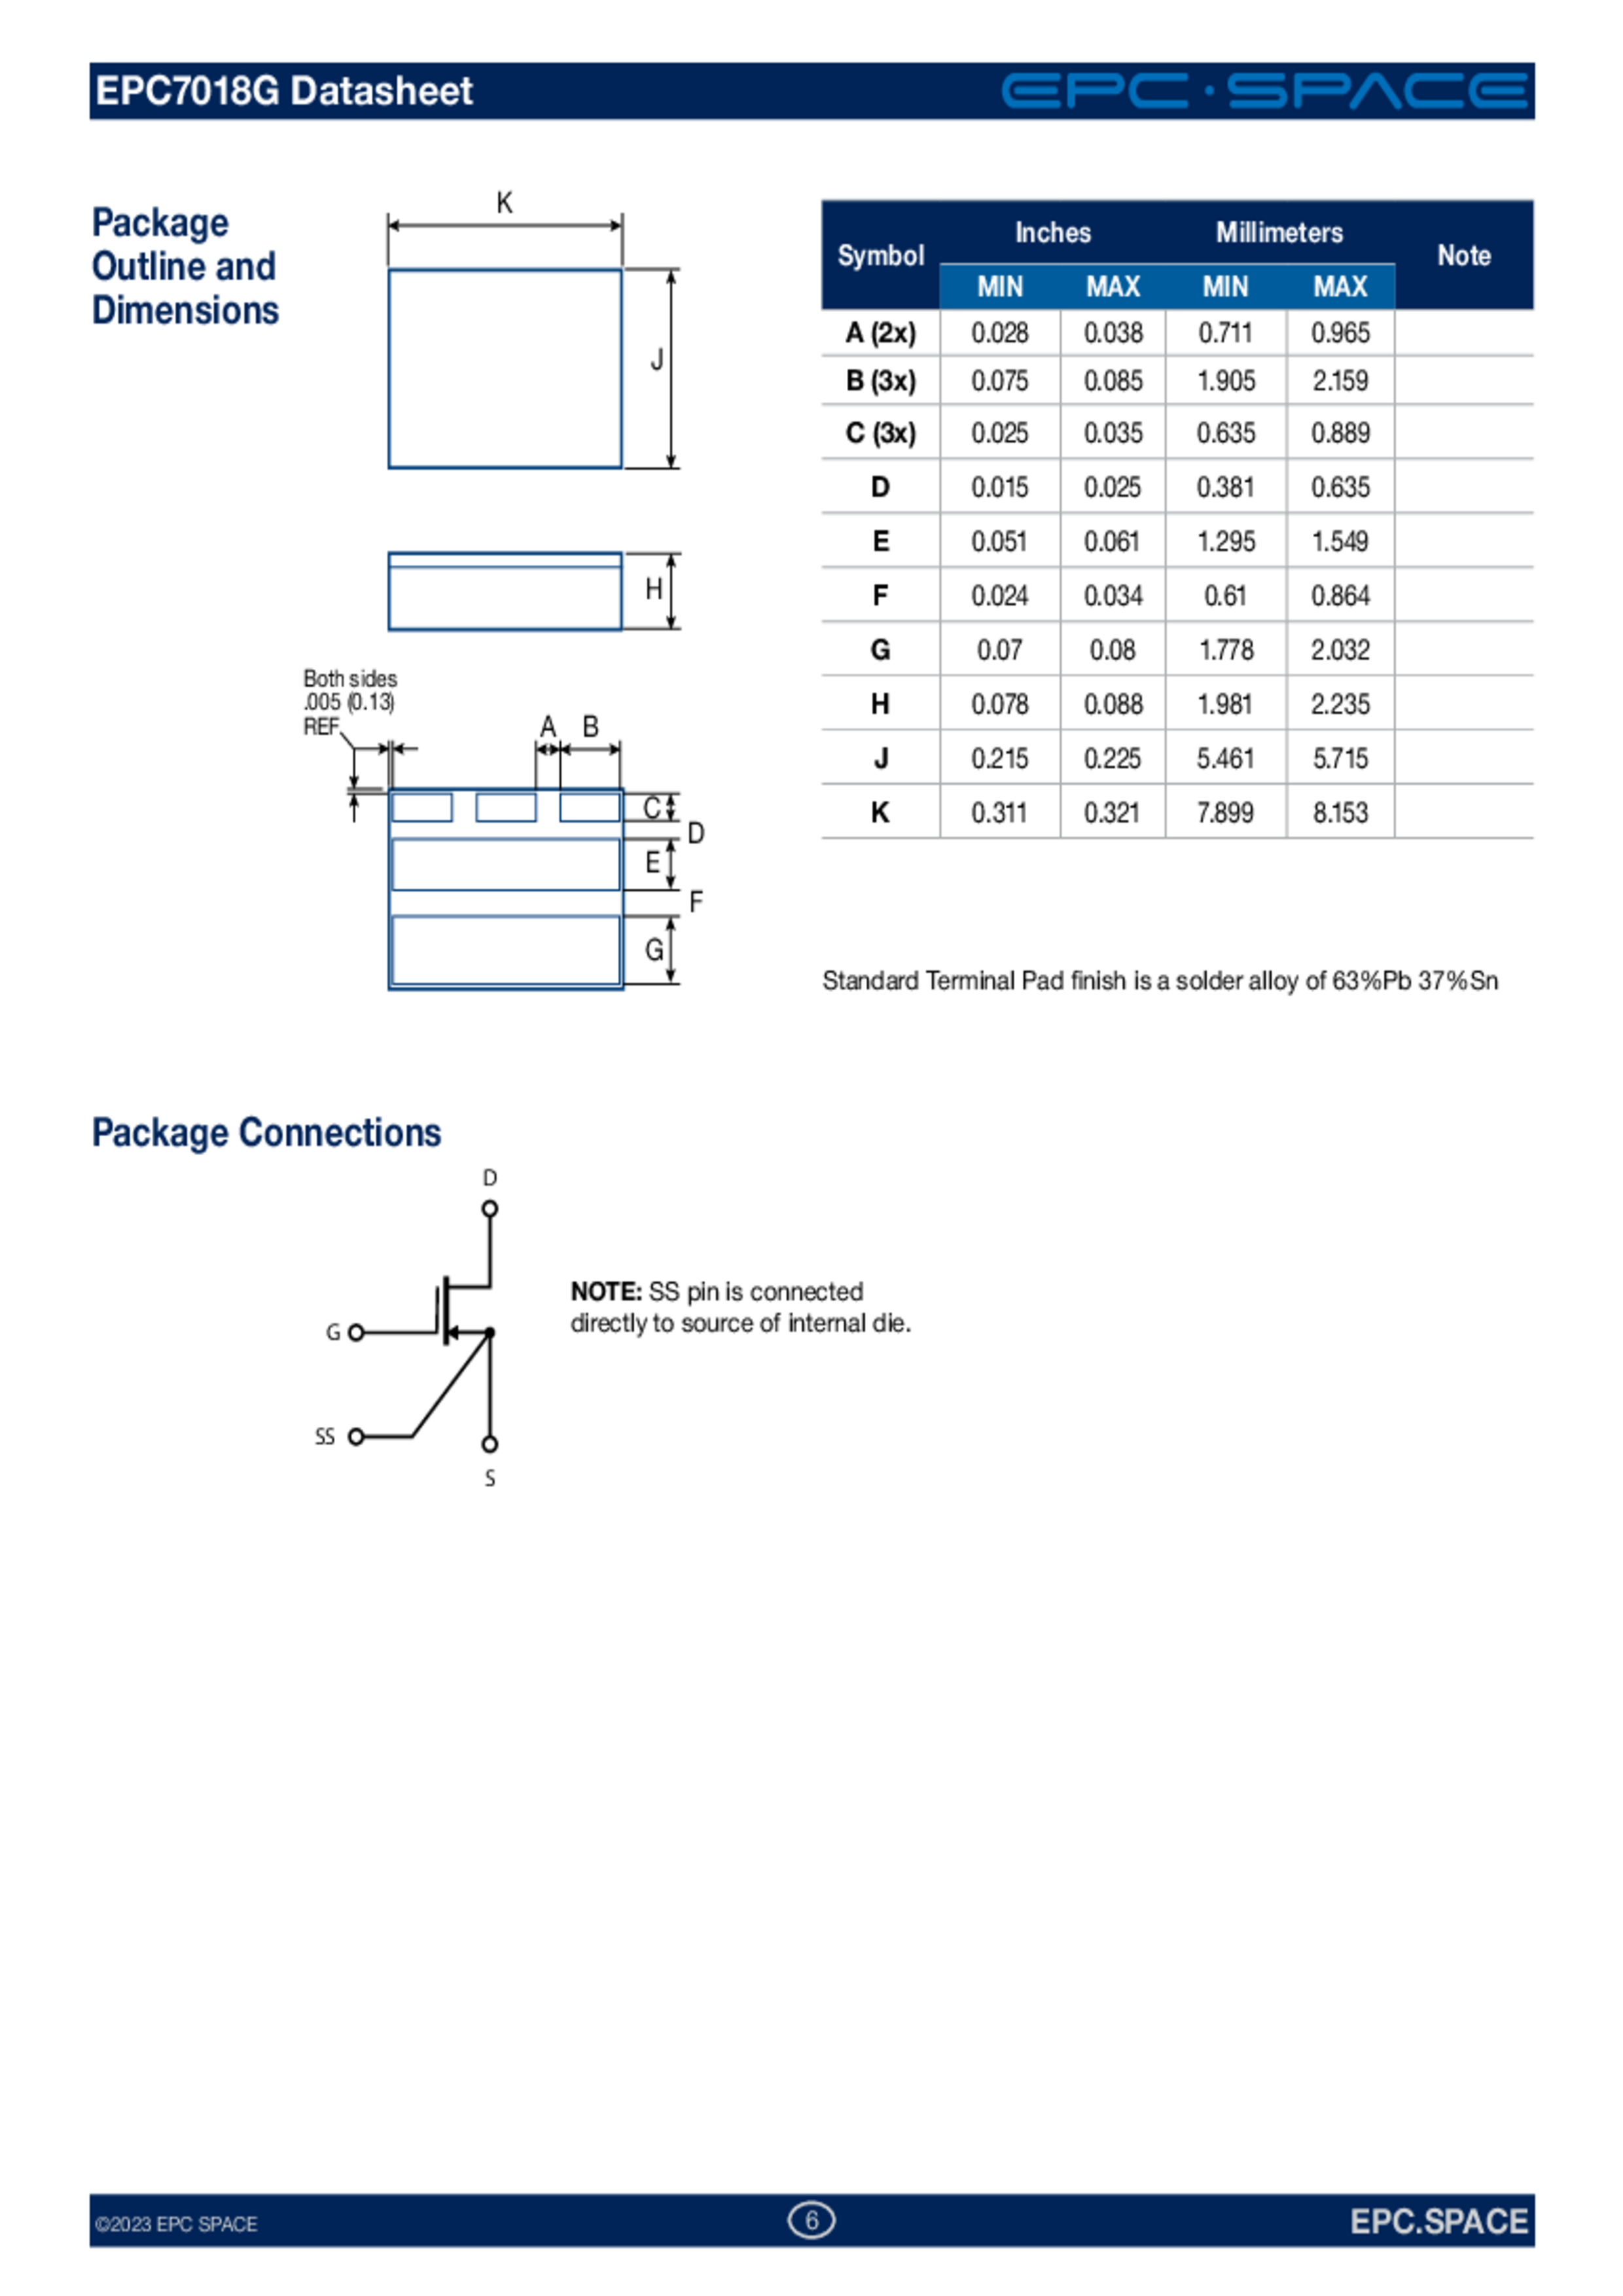 EPC7018G Datasheet
EPC·SPACE
Package
Outline and
Dimensions
K
J
H
Both sides
.005 (0.13)
REF
A B
C
D
E
F
G
Symbol Inches Millimeters Note
MIN MAX MIN MAX
A (2x) 0.028 0.038 0.711 0.965
B (3x) 0.075 0.085 1.905 2.159
C (3x) 0.025 0.035 0.635 0.889
D 0.015 0.025 0.381 0.635
E 0.051 0.061 1.295 1.549
F 0.024 0.034 0.61 0.864
G 0.07 0.08 1.778 2.032
H 0.078 0.088 1.981 2.235
J 0.215 0.225 5.461 5.715
K 0.311 0.321 7.899 8.153
Standard Terminal Pad finish is a solder alloy of 63%Pb 37%Sn
Package Connections
D
G
SS
S
NOTE: SS pin is connected
directly to source of internal die.
©2023 EPC SPACE
6
EPC.SPACE